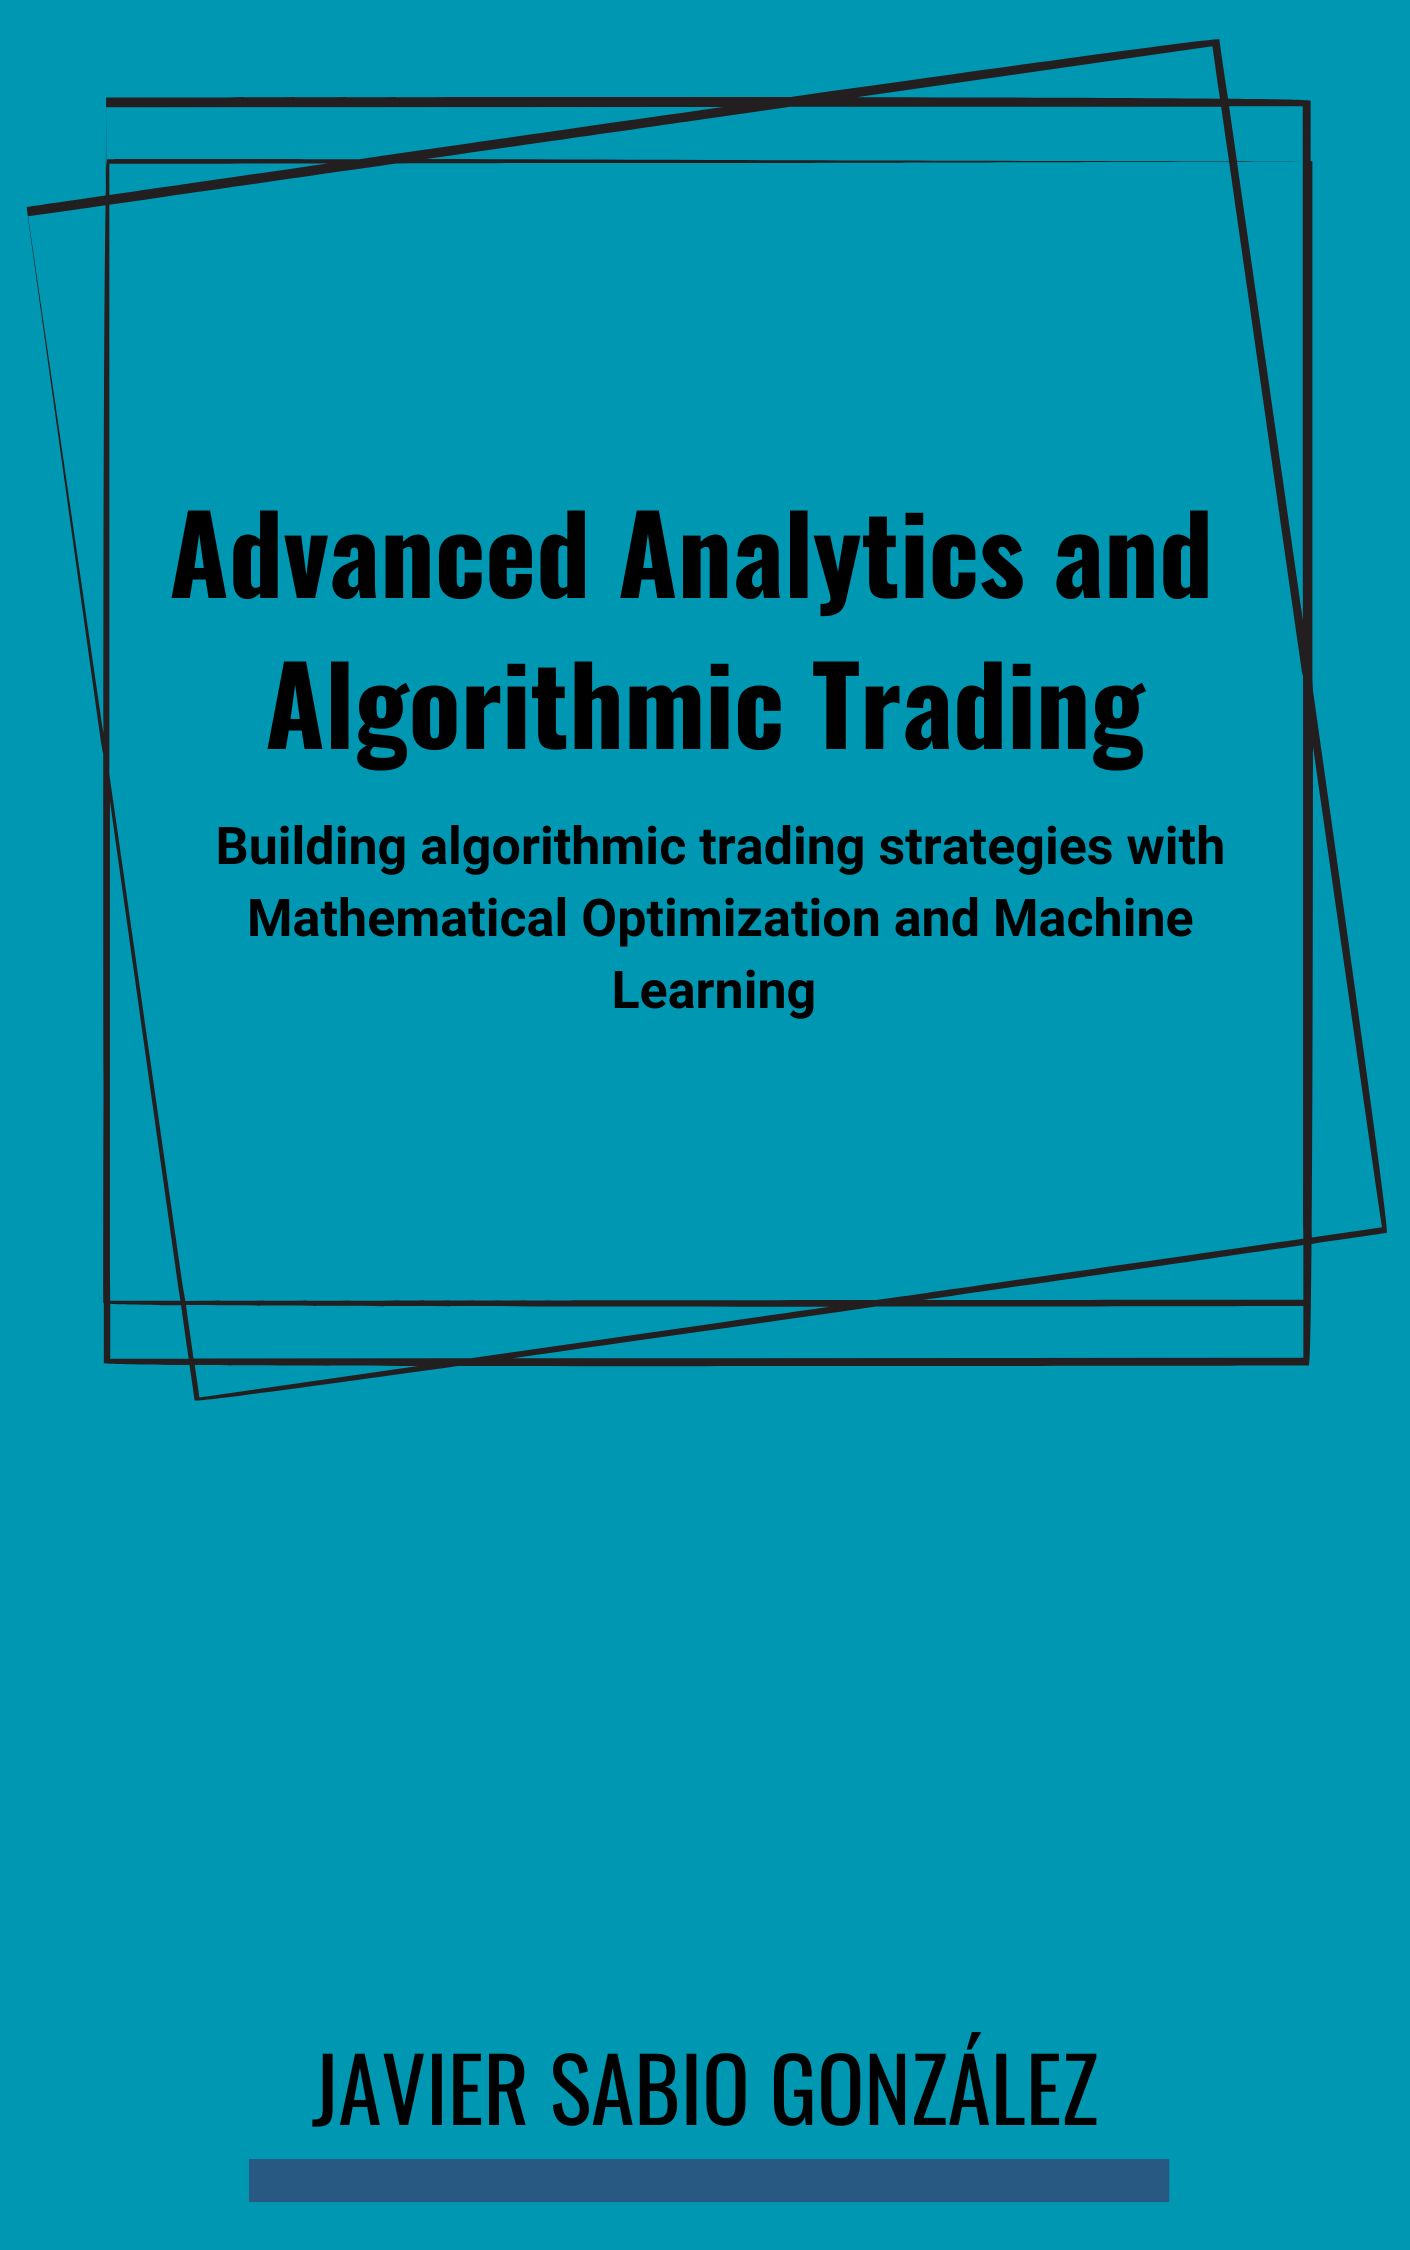 Advanced Analytics and
Algorithmic Trading
Building algorithmic trading strategies with
Mathematical Optimization and Machine
Learning
JAVIER SABIO GONZÁLEZ